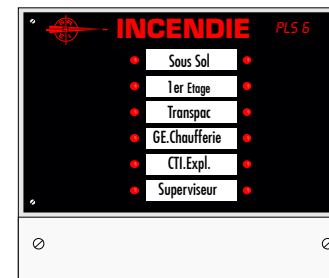 INCENDIE PLS 6
Sous Sol
1er Etage
Transpac
GE.Chaufferie
CTI.Expl.
Superviseur